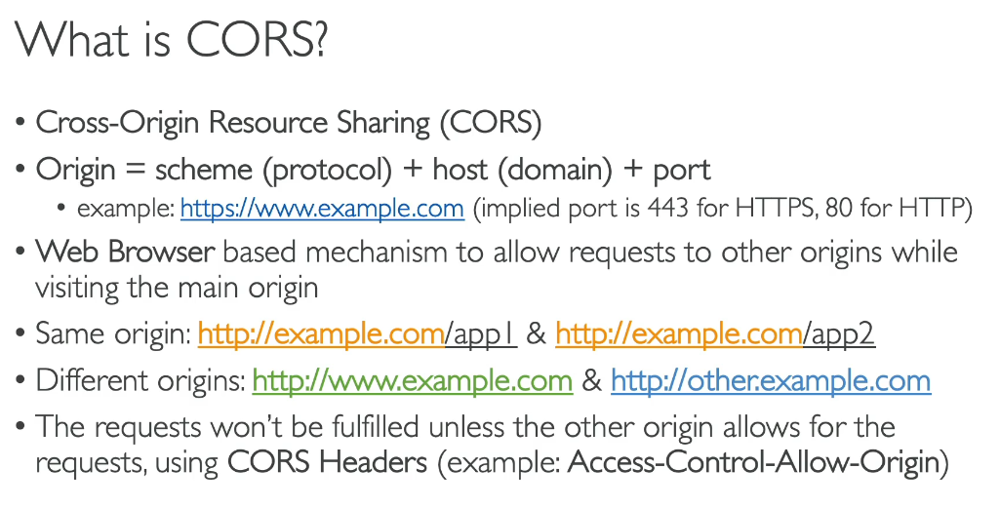 What is CORS?
• Cross-Origin Resource Sharing (CORS)
• Origin = scheme (protocol) + host (domain) + port
• example: https://www.example.com (implied port is 443 for HTTPS, 80 for HTTP)
• Web Browser based mechanism to allow requests to other origins while
visiting the main origin
• Same origin: http://example.com/app1 & http://example.com/app2
• Different origins: http://www.example.com & http://other.example.com
• The requests won’t be fulfilled unless the other origin allows for the
requests, using CORS Headers (example: Access-Control-Allow-Origin)